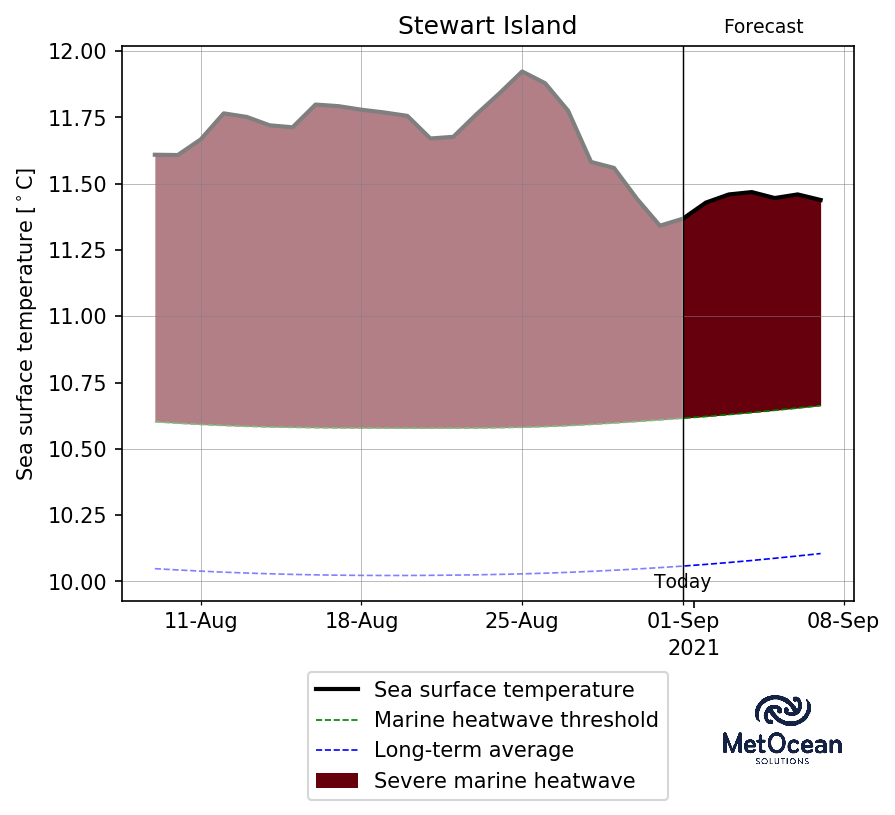 Stewart Island
Forecast
Sea surface temperature [°C]
12.00
11.75
11.50
11.25
11.00
10.75
10.50
10.25
10.00
Today
11-Aug 18-Aug 25-Aug 01-Sep 08-Sep
2021
Sea surface temperature
Marine heatwave threshold
Long-term average
Severe marine heatwave
MetOcean
SOLUTIONS